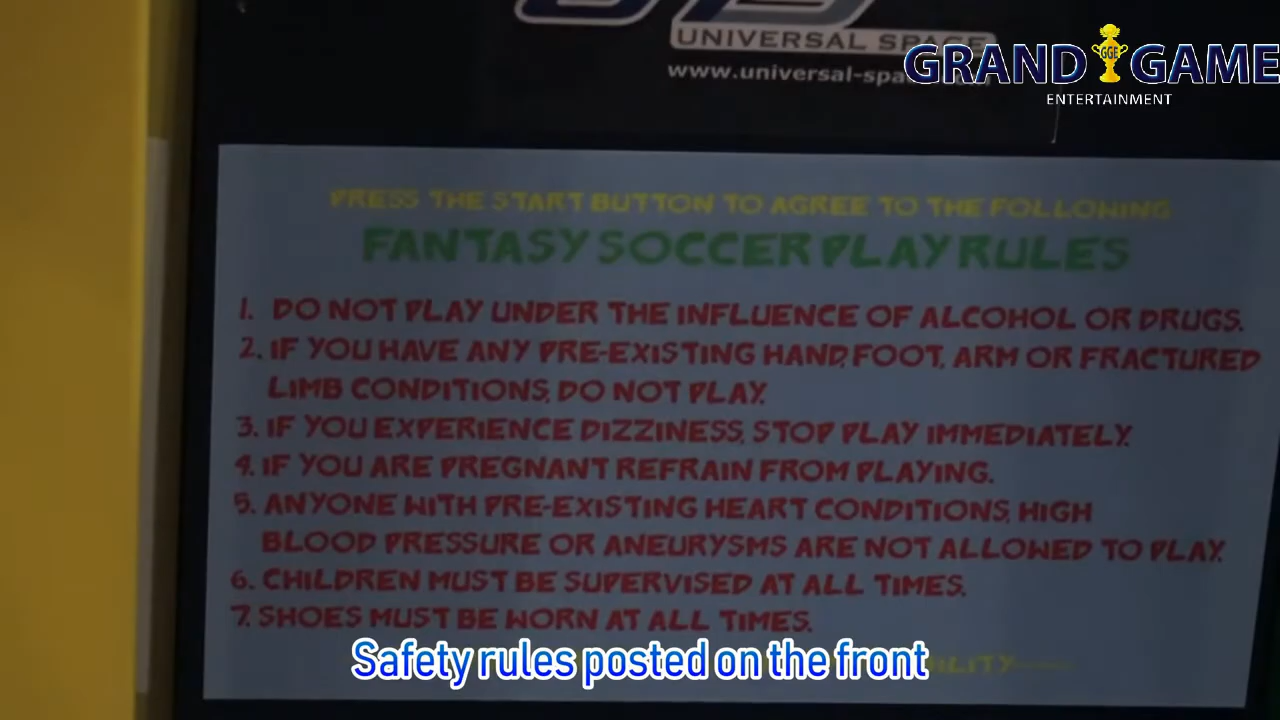 UNIVERSAL SPACE
GRAND GAME
GGE
ENTERTAINMENT
PRESS THE START BUTTON TO AGREE TO THE FOLLOWING
FANTASY SOCCER PLAY RULES
1. DO NOT PLAY UNDER THE INFLUENCE OF ALCOHOL OR DRUGS.
2. IF YOU HAVE ANY PRE-EXISTING HAND, FOOT, ARM OR FRACTURED
LIMB CONDITIONS, DO NOT PLAY.
3. IF YOU EXPERIENCE DIZZINESS, STOP PLAY IMMEDIATELY.
4. IF YOU ARE PREGNANT REFRAIN FROM PLAYING.
5. ANYONE WITH PRE-EXISTING HEART CONDITIONS, HIGH
BLOOD PRESSURE OR ANEURYSMS ARE NOT ALLOWED TO PLAY.
6. CHILDREN MUST BE SUPERVISED AT ALL TIMES.
7. SHOES MUST BE WORN AT ALL TIMES.
Safety rules posted on the front